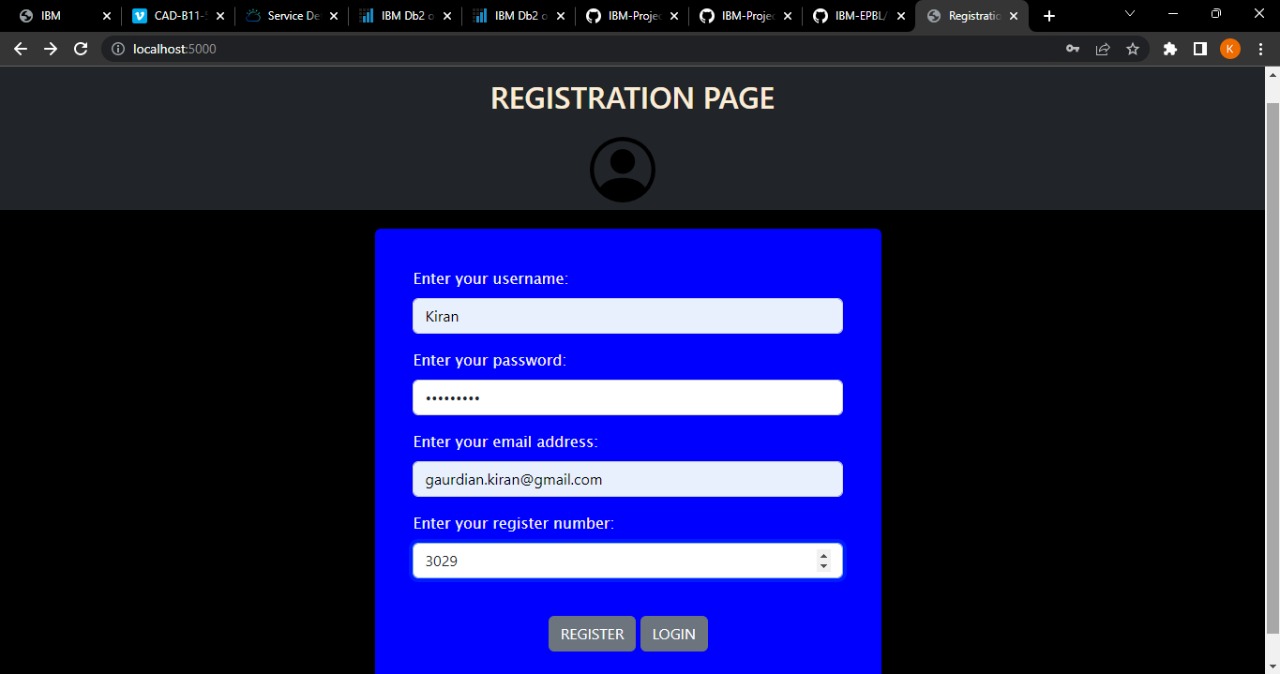 IBM
CAD-B11-
Service De
IBM Db2 o
IBM Db2 o
IBM-Projec
IBM-Projec
IBM-EPBL/
Registratio
localhost:5000
K
REGISTRATION PAGE
Enter your username:
Kiran
Enter your password:
•••••••••
Enter your email address:
gaurdian.kiran@gmail.com
Enter your register number:
3029
REGISTER LOGIN